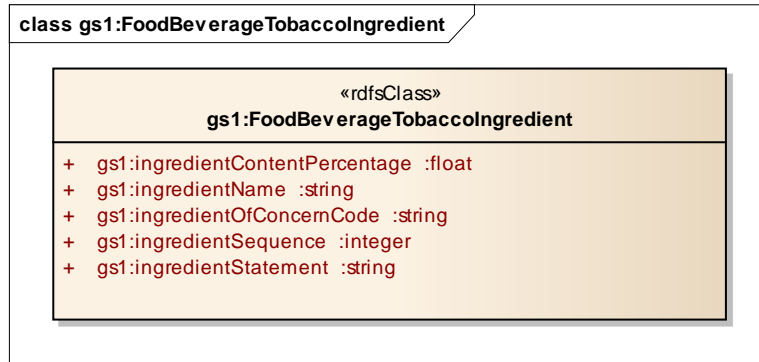 class gs1:FoodBeverageTobaccoIngredient
«rdfsClass»
gs1:FoodBeverageTobaccoIngredient
+ gs1:ingredientContentPercentage :float
+ gs1:ingredientName :string
+ gs1:ingredientOfConcernCode :string
+ gs1:ingredientSequence :integer
+ gs1:ingredientStatement :string